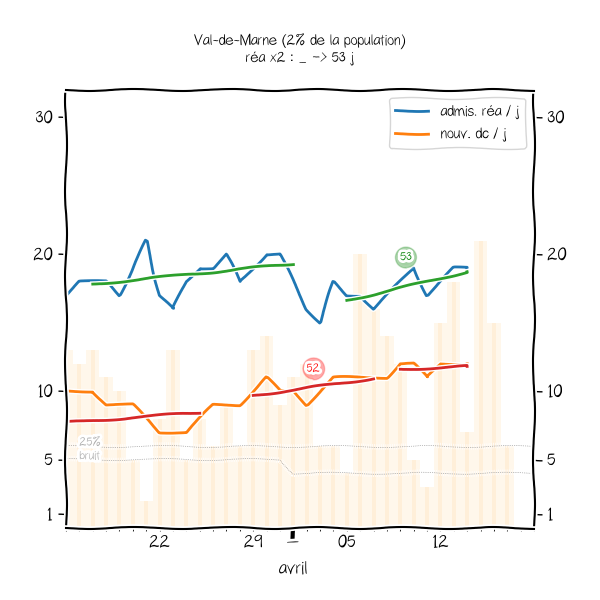 Val-de-Marne (2% de la population)
réa x2 : _ -> 53 j
admis. réa / j
nouv. dc / j
30
30
20
20
53
52
10
10
25%
bruit
5
5
1
1
22
29
05
12
avril